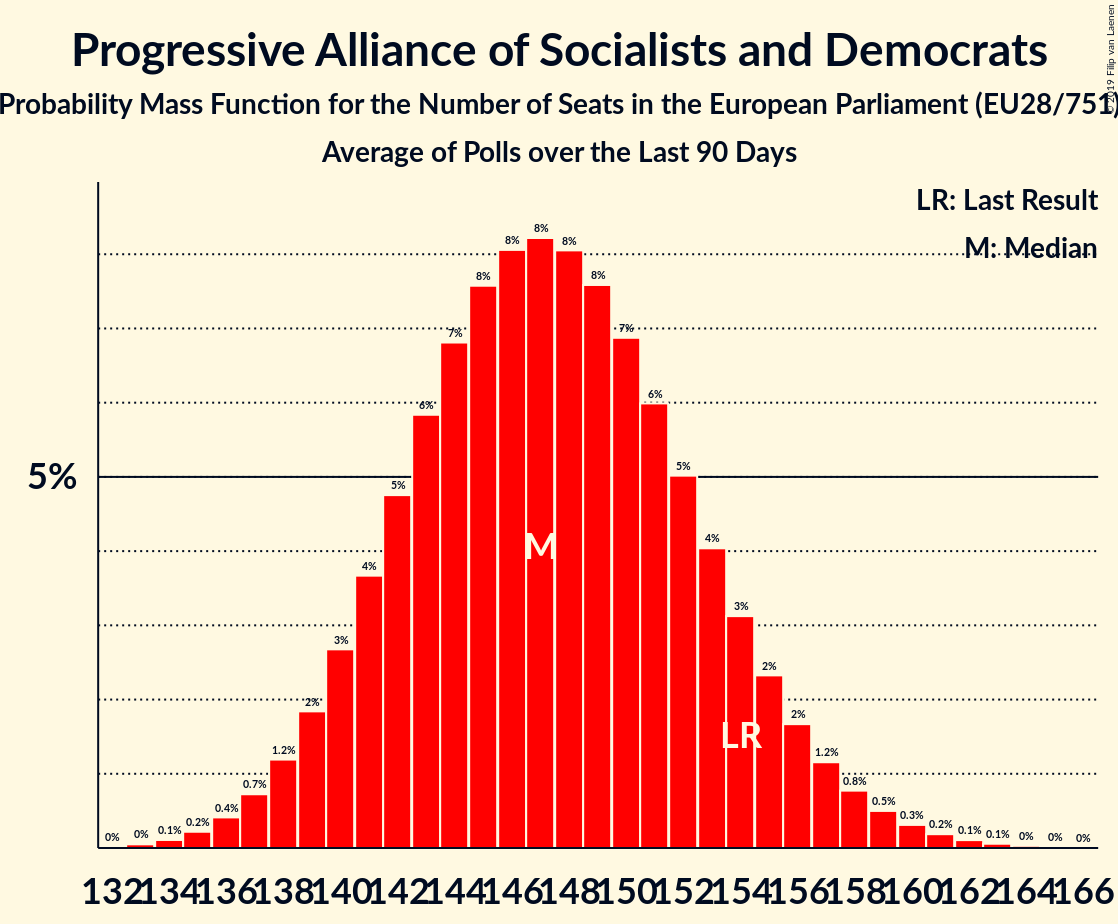 Progressive Alliance of Socialists and Democrats
Probability Mass Function for the Number of Seats in the European Parliament (EU28/751)
Average of Polls over the Last 90 Days
© 2019 Filip van Laenen
LR: Last Result
M: Median
5%
0% 0% 0.1% 0.2% 0.4% 0.7% 1.2% 2% 3% 4% 5% 6% 7% 8% 8% 8% 8% 8% 7% 6% 5% 4% 3% 2% 2% 1.2% 0.8% 0.5% 0.3% 0.2% 0.1% 0.1% 0% 0% 0%
M
LR
132 134 136 138 140 142 144 146 148 150 152 154 156 158 160 162 164 166